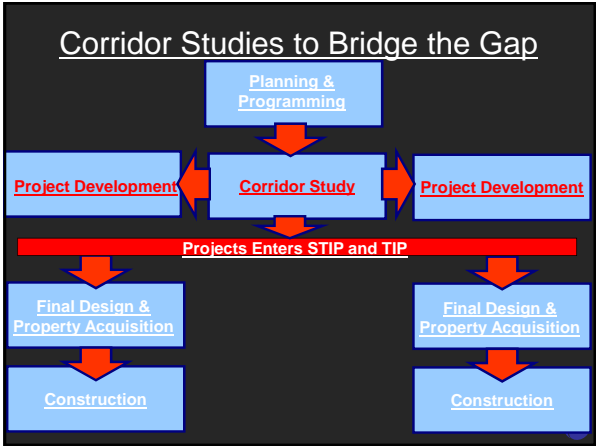 Corridor Studies to Bridge the Gap
Planning &
Programming
Project Development
Corridor Study
Project Development
Projects Enters STIP and TIP
Final Design &
Property Acquisition
Final Design &
Property Acquisition
Construction
Construction